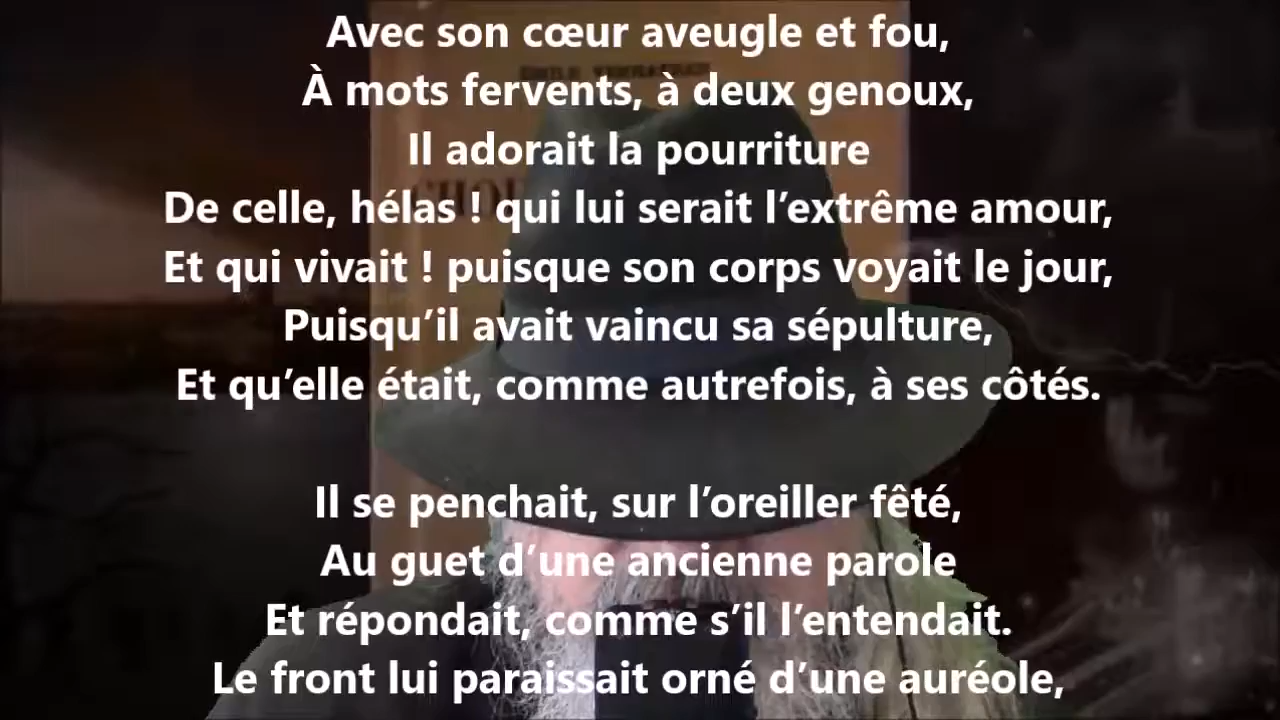 Avec son cœur aveugle et fou,
À mots fervents, à deux genoux,
Il adorait la pourriture
De celle, hélas ! qui lui serait l’extrême amour,
Et qui vivait ! puisque son corps voyait le jour,
Puisqu’il avait vaincu sa sépulture,
Et qu’elle était, comme autrefois, à ses côtés.
Il se penchait, sur l’oreiller fêté,
Au guet d’une ancienne parole
Et répondait, comme s’il l’entendait.
Le front lui paraissait orné d’une auréole,